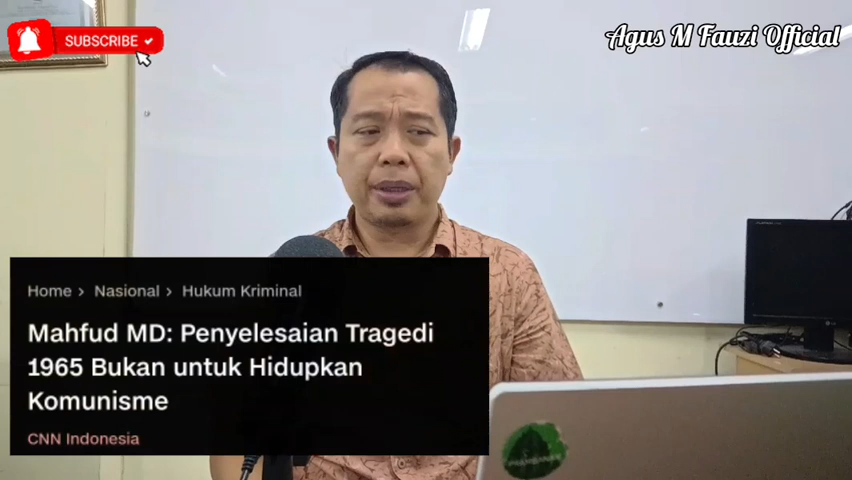 SUBSCRIBE
Agus M Fauzi Official
Home › Nasional › Hukum Kriminal
Mahfud MD: Penyelesaian Tragedi
1965 Bukan untuk Hidupkan
Komunisme
CNN Indonesia